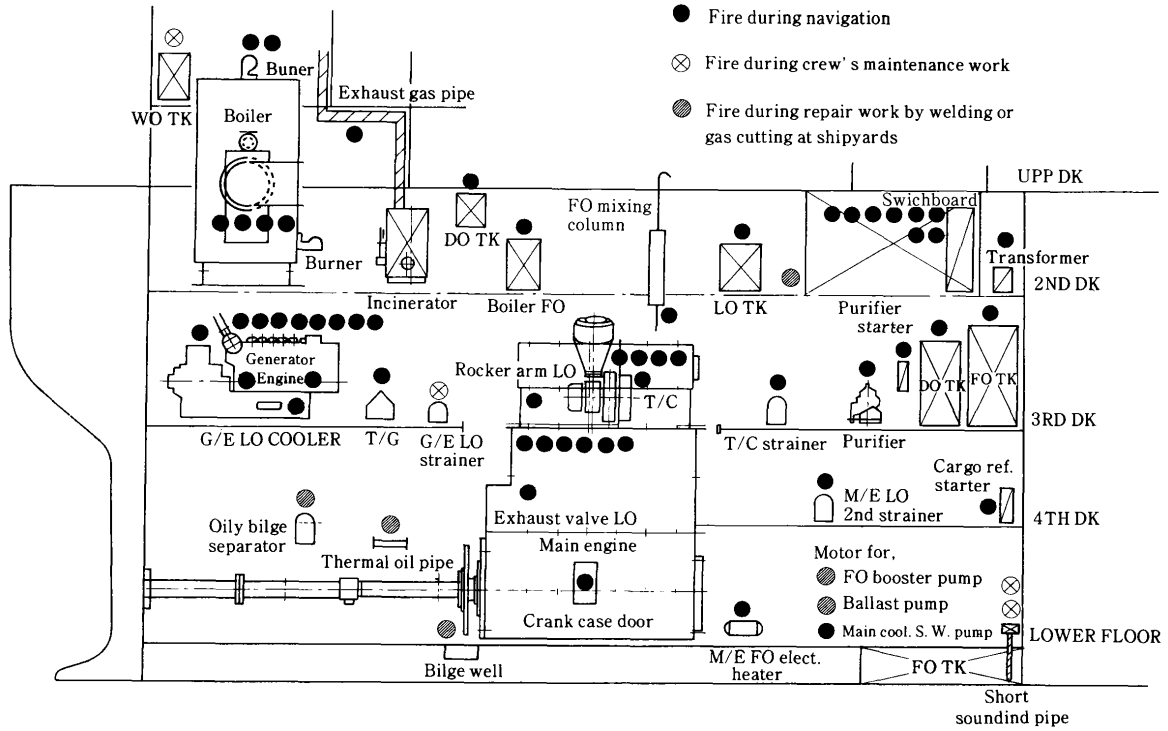 Fire during navigation
Fire during crew's maintenance work
Fire during repair work by welding or
gas cutting at shipyards
Buner
Exhaust gas pipe
WO TK
Boiler
UPP DK
Swichboard
FO mixing
column
DO TK
Burner
Transformer
2ND DK
Incinerator
Boiler FO
LO TK
Purifier
starter
Generator
Engine
Rocker arm LO
T/C
DO TK
FO TK
3RD DK
G/E LO COOLER
T/G
G/E LO
strainer
T/C strainer
Purifier
Cargo ref.
starter
M/E LO
2nd strainer
4TH DK
Oily bilge
separator
Exhaust valve LO
Thermal oil pipe
Main engine
Motor for,
FO booster pump
Ballast pump
Main cool. S. W. pump
LOWER FLOOR
Crank case door
Bilge well
M/E FO elect.
heater
FO TK
Short
soundind pipe